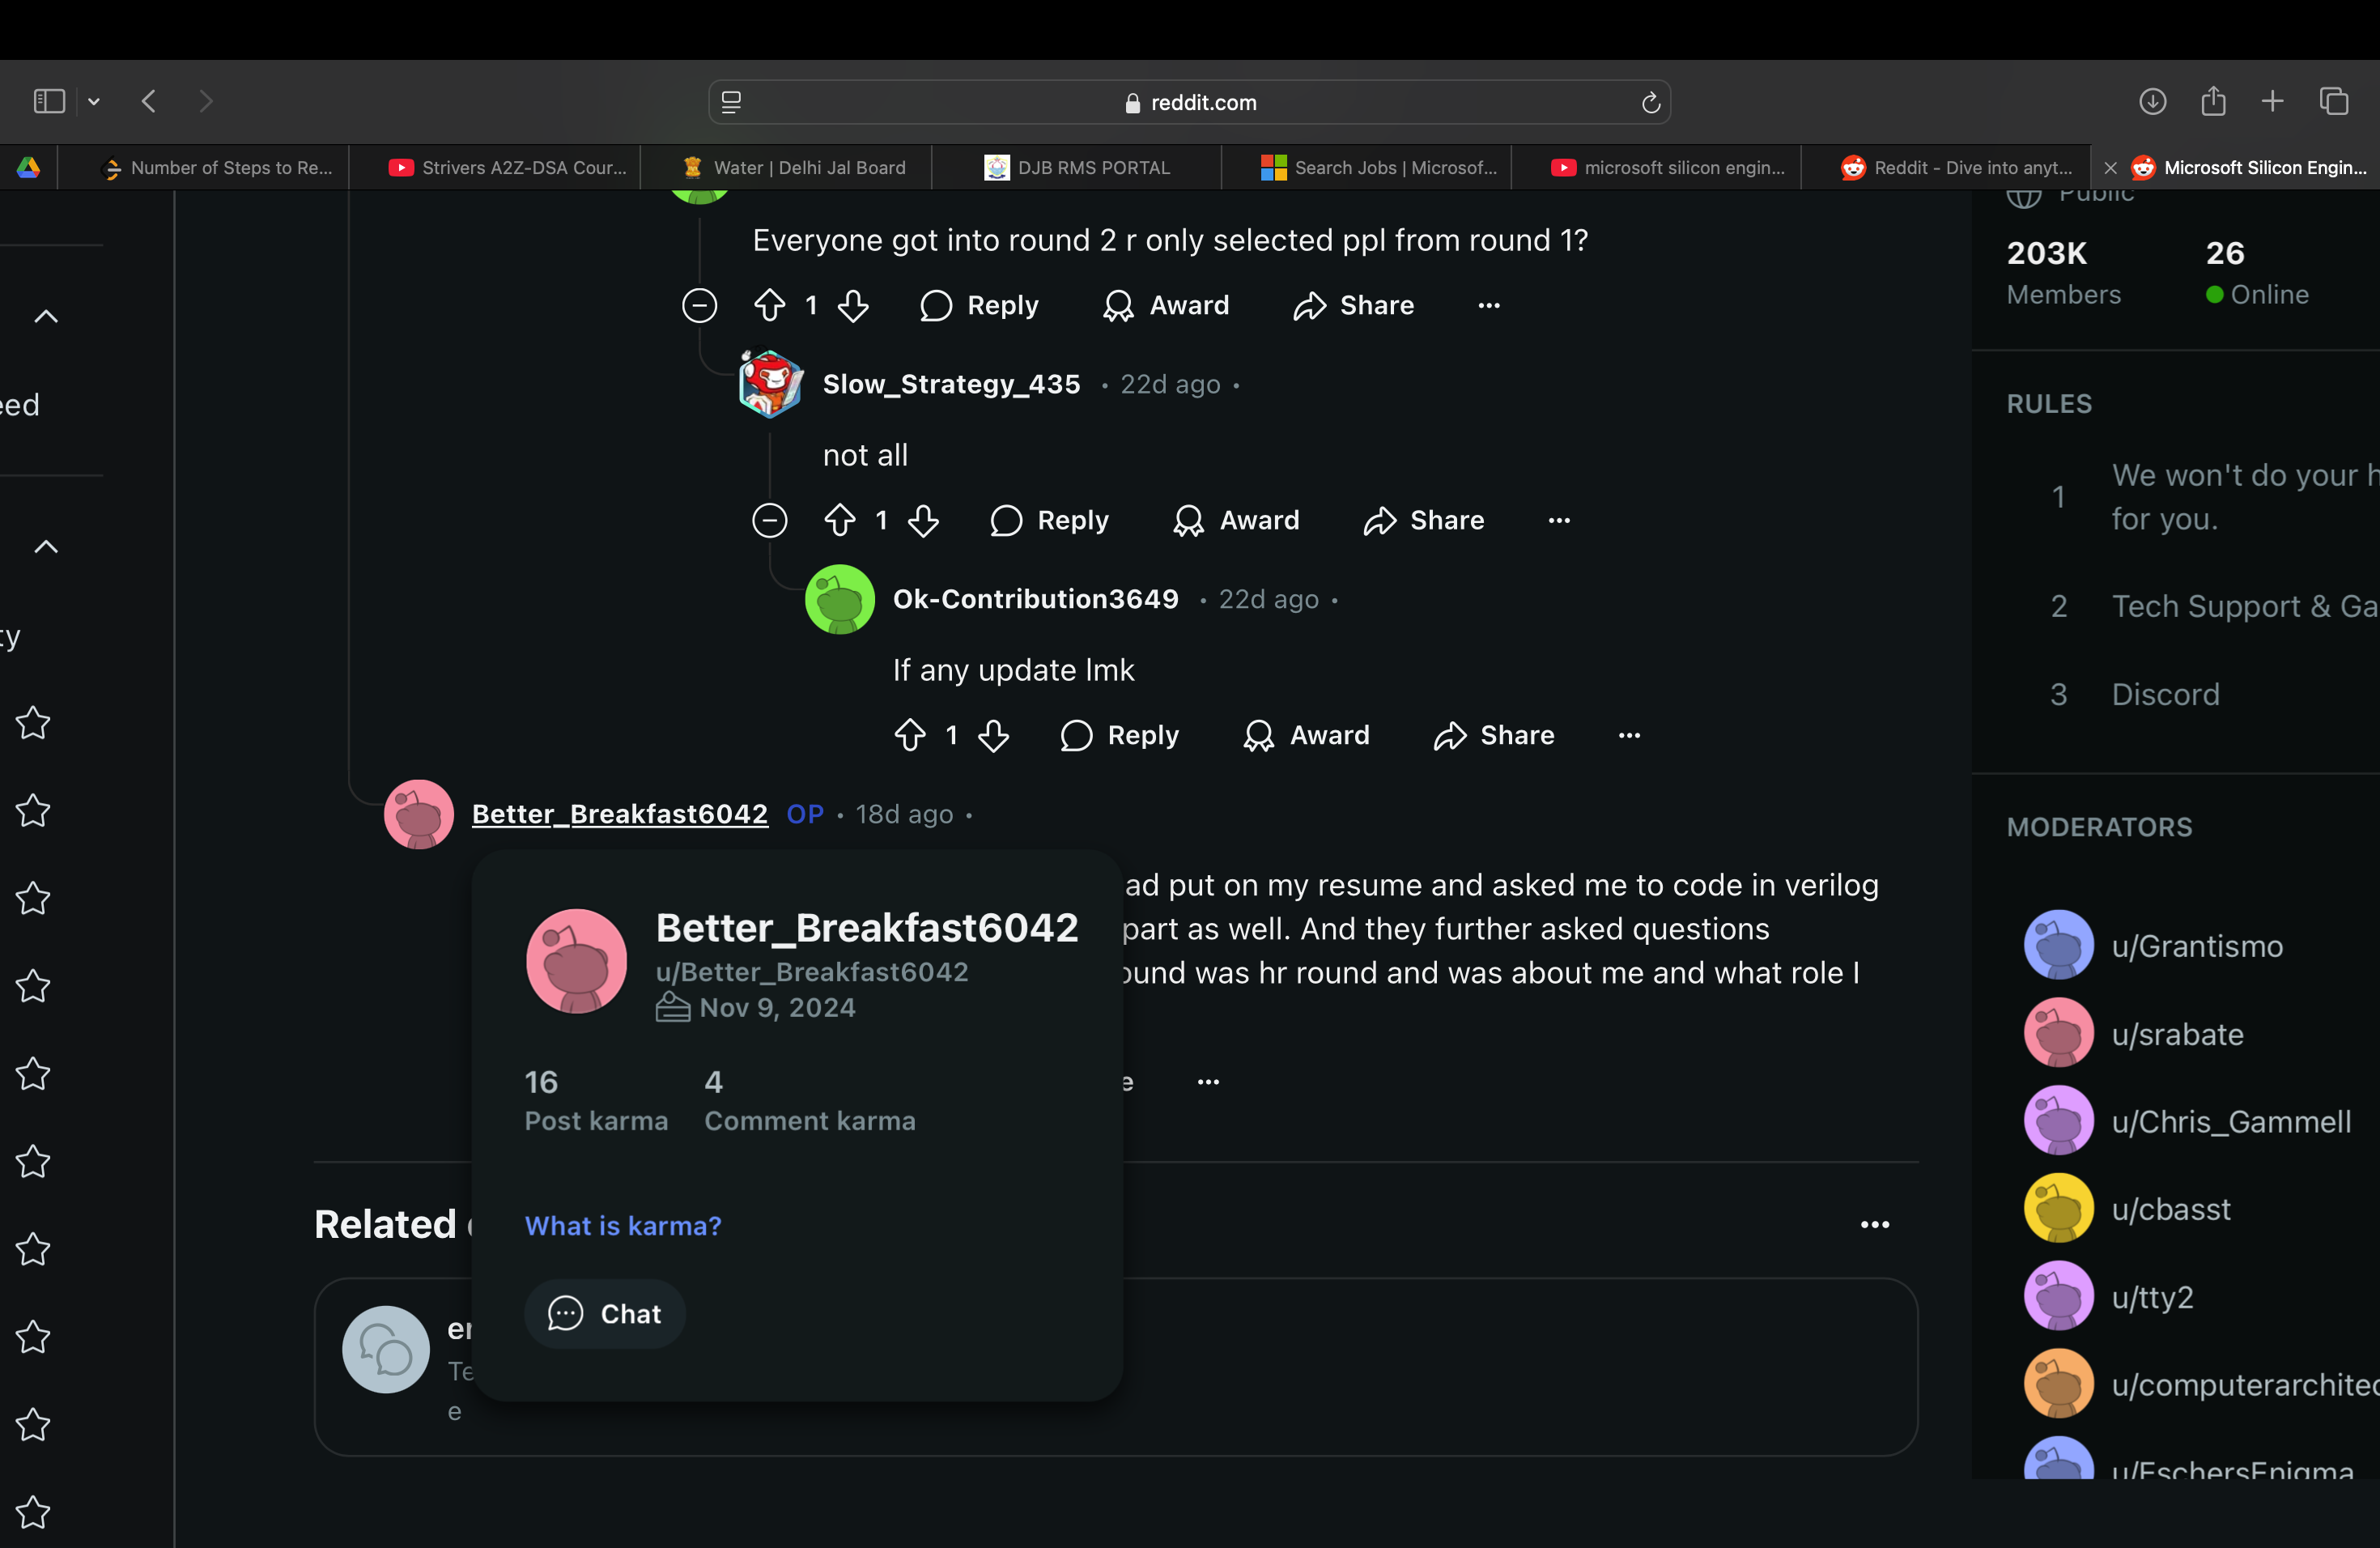 reddit.com
Number of Steps to Re...
Strivers A2Z-DSA Cour...
Water | Delhi Jal Board
DJB RMS PORTAL
Search Jobs | Microsof...
microsoft silicon engin...
Reddit - Dive into anyt...
Microsoft Silicon Engin...
Everyone got into round 2 r only selected ppl from round 1?
1 Reply Award Share
Slow_Strategy_435 • 22d ago •
not all
1 Reply Award Share
Ok-Contribution3649 • 22d ago •
If any update lmk
1 Reply Award Share
Better_Breakfast6042 OP • 18d ago •
ad put on my resume and asked me to code in verilog
part as well. And they further asked questions
ound was hr round and was about me and what role I
e
Better_Breakfast6042
u/Better_Breakfast6042
Nov 9, 2024
16 4
Post karma Comment karma
What is karma?
Chat
Related
er
Te
e
eed
ty
Public
203K 26
Members Online
RULES
1 We won't do your h
for you.
2 Tech Support & Ga
3 Discord
MODERATORS
u/Grantismo
u/srabate
u/Chris_Gammell
u/cbasst
u/tty2
u/computerarchitec
u/EschersEnigma